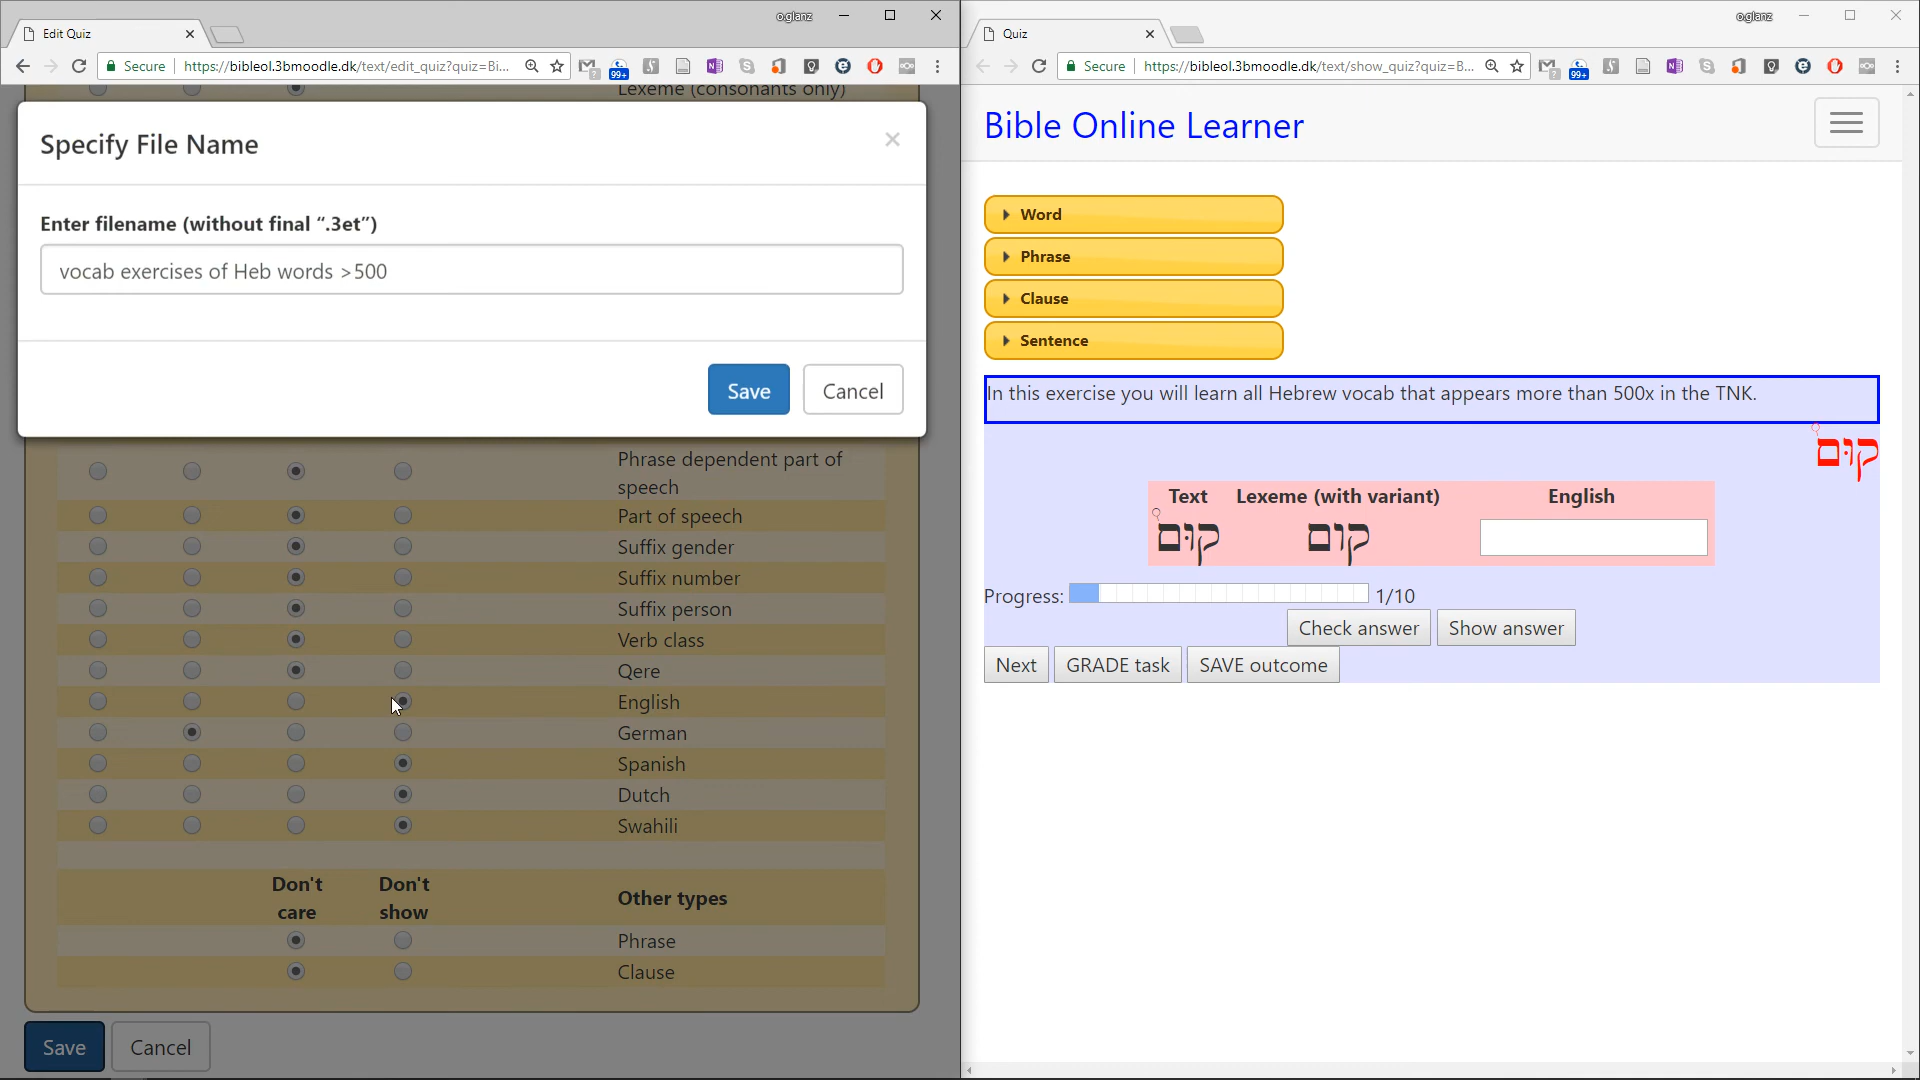 o.glanz
Edit Quiz
Secure
https://bibleol.3bmoodle.dk/text/edit_quiz?quiz=Bi...
99+
Lexeme (consonants only)
Specify File Name
Enter filename (without final “.3et”)
vocab exercises of Heb words >500
Save
Cancel
Phrase dependent part of
speech
Part of speech
Suffix gender
Suffix number
Suffix person
Verb class
Qere
English
German
Spanish
Dutch
Swahili
Don't
care
Don't
show
Other types
Phrase
Clause
Save
Cancel
o.glanz
Quiz
Secure
https://bibleol.3bmoodle.dk/text/show_quiz?quiz=B...
99+
Bible Online Learner
Word
Phrase
Clause
Sentence
In this exercise you will learn all Hebrew vocab that appears more than 500x in the TNK.
קוּם
Text Lexeme (with variant) English
קוּם קום
Progress: 1/10
Check answer Show answer
Next GRADE task SAVE outcome